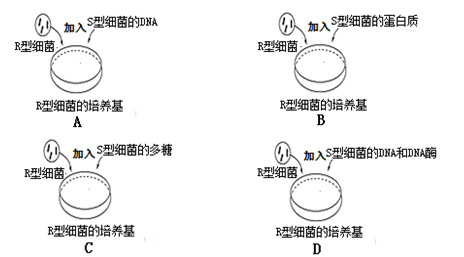 加入 S型细菌的DNA
R型细菌
R型细菌的培养基
A
加入 S型细菌的蛋白质
R型细菌
R型细菌的培养基
B
加入 S型细菌的多糖
R型细菌
R型细菌的培养基
C
加入 S型细菌的DNA和DNA酶
R型细菌
R型细菌的培养基
D